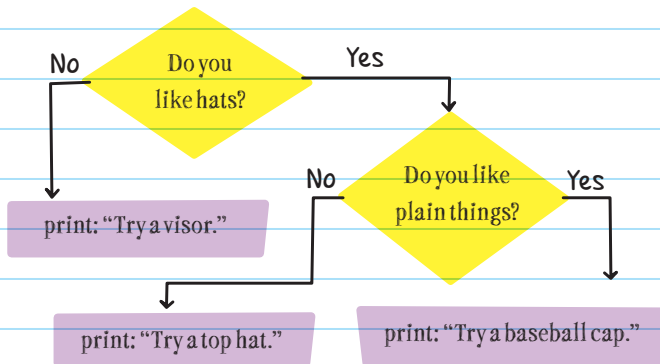 No
Do you
like hats?
Yes
No
Do you like
plain things?
Yes
print: “Try a visor.”
print: “Try a top hat.”
print: “Try a baseball cap.”